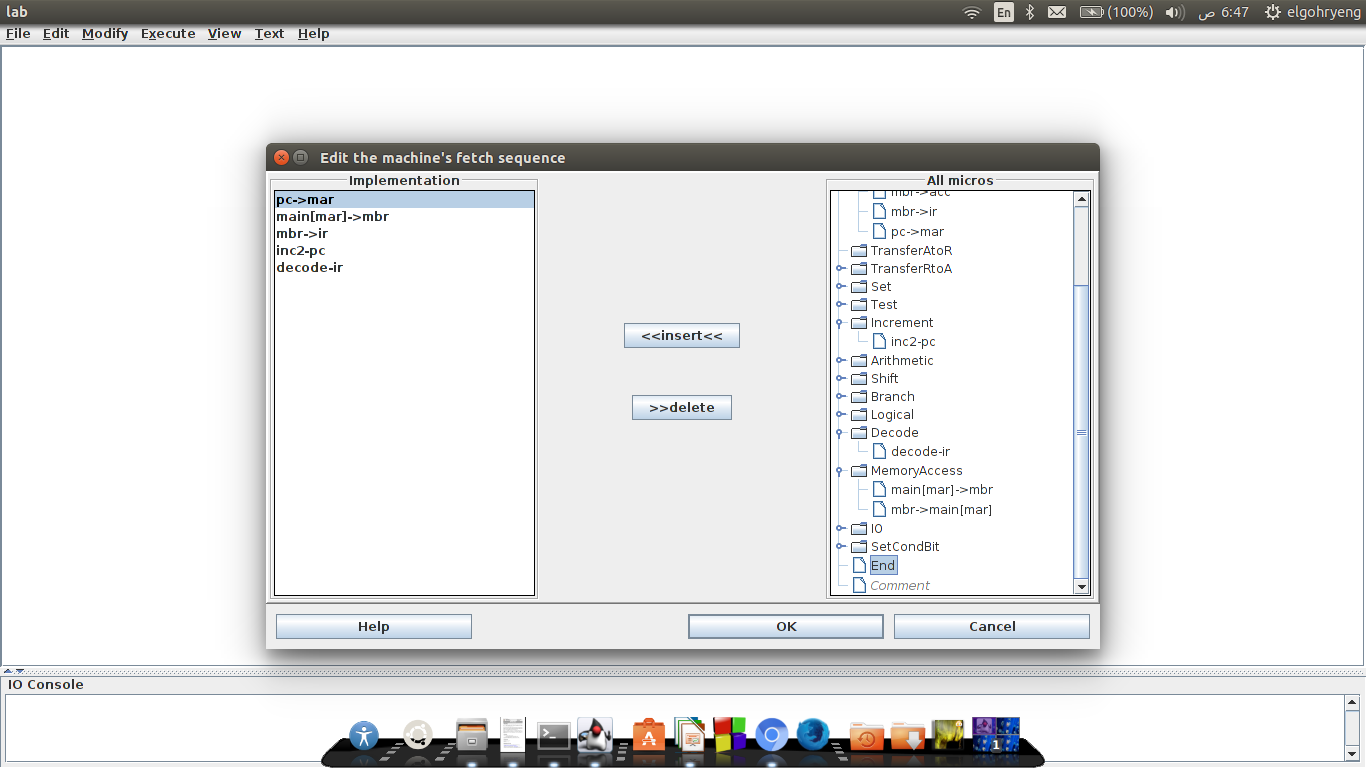 lab
En
(100%)
ص 6:47
elgohryeng
File Edit Modify Execute View Text Help
Edit the machine's fetch sequence
Implementation
pc->mar
main[mar]->mbr
mbr->ir
inc2-pc
decode-ir
<<insert<<
>>delete
All micros
mbr->acc
mbr->ir
pc->mar
TransferAtoR
TransferRtoA
Set
Test
Increment
inc2-pc
Arithmetic
Shift
Branch
Logical
Decode
decode-ir
MemoryAccess
main[mar]->mbr
mbr->main[mar]
IO
SetCondBit
End
Comment
Help
OK
Cancel
IO Console
1